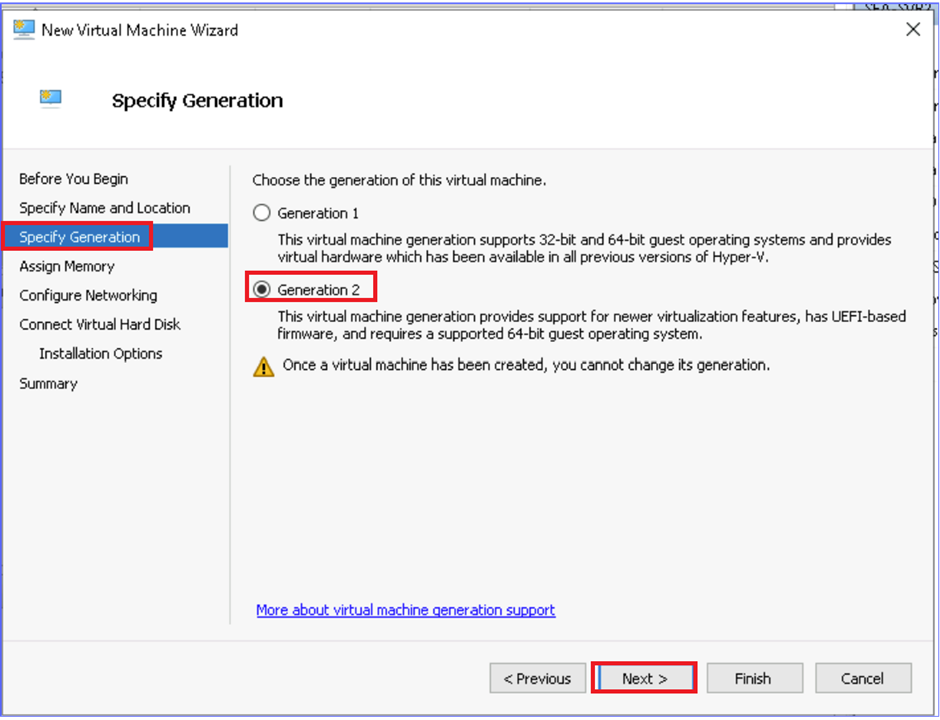 New Virtual Machine Wizard
Specify Generation
Before You Begin
Specify Name and Location
Specify Generation
Assign Memory
Configure Networking
Connect Virtual Hard Disk
Installation Options
Summary
Choose the generation of this virtual machine.
Generation 1
This virtual machine generation supports 32-bit and 64-bit guest operating systems and provides
virtual hardware which has been available in all previous versions of Hyper-V.
Generation 2
This virtual machine generation provides support for newer virtualization features, has UEFI-based
firmware, and requires a supported 64-bit guest operating system.
Once a virtual machine has been created, you cannot change its generation.
More about virtual machine generation support
< Previous
Next >
Finish
Cancel